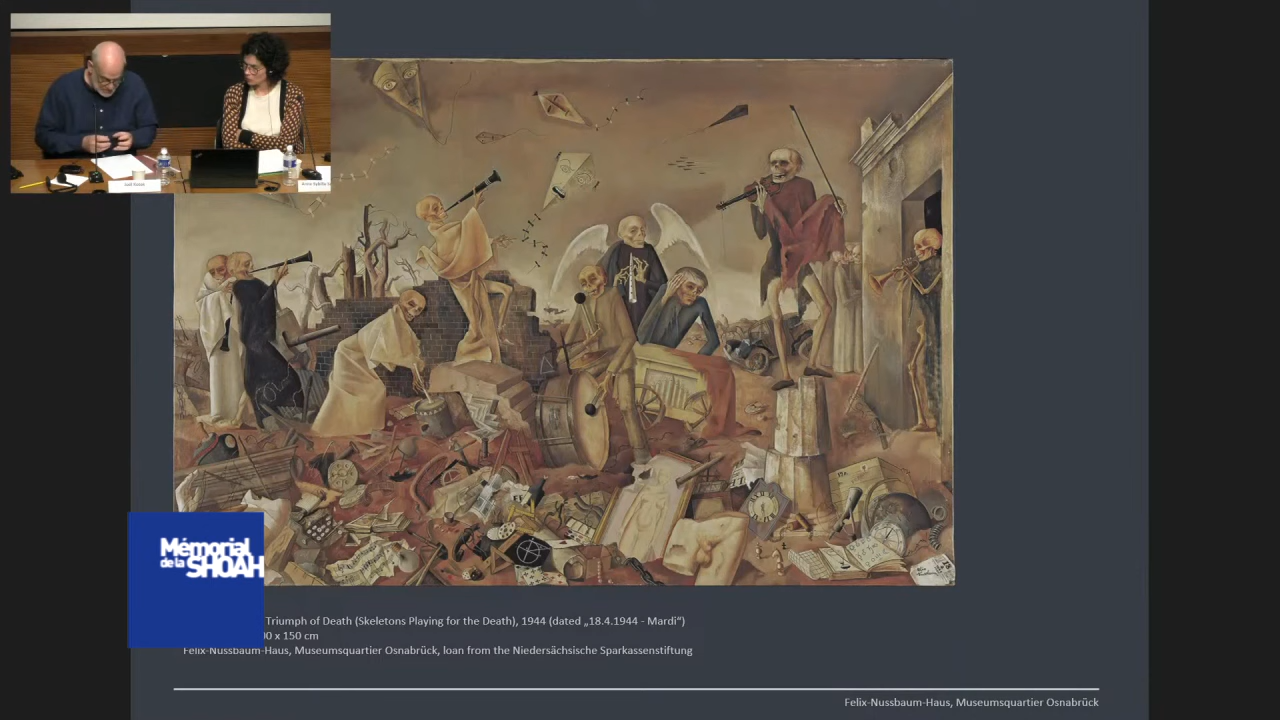 Mémorial
de la SHOAH
Triumph of Death (Skeletons Playing for the Death), 1944 (dated „18.4.1944 - Mardi“)
0 x 150 cm
Felix-Nussbaum-Haus, Museumsquartier Osnabrück, loan from the Niedersächsische Sparkassenstiftung
Felix-Nussbaum-Haus, Museumsquartier Osnabrück